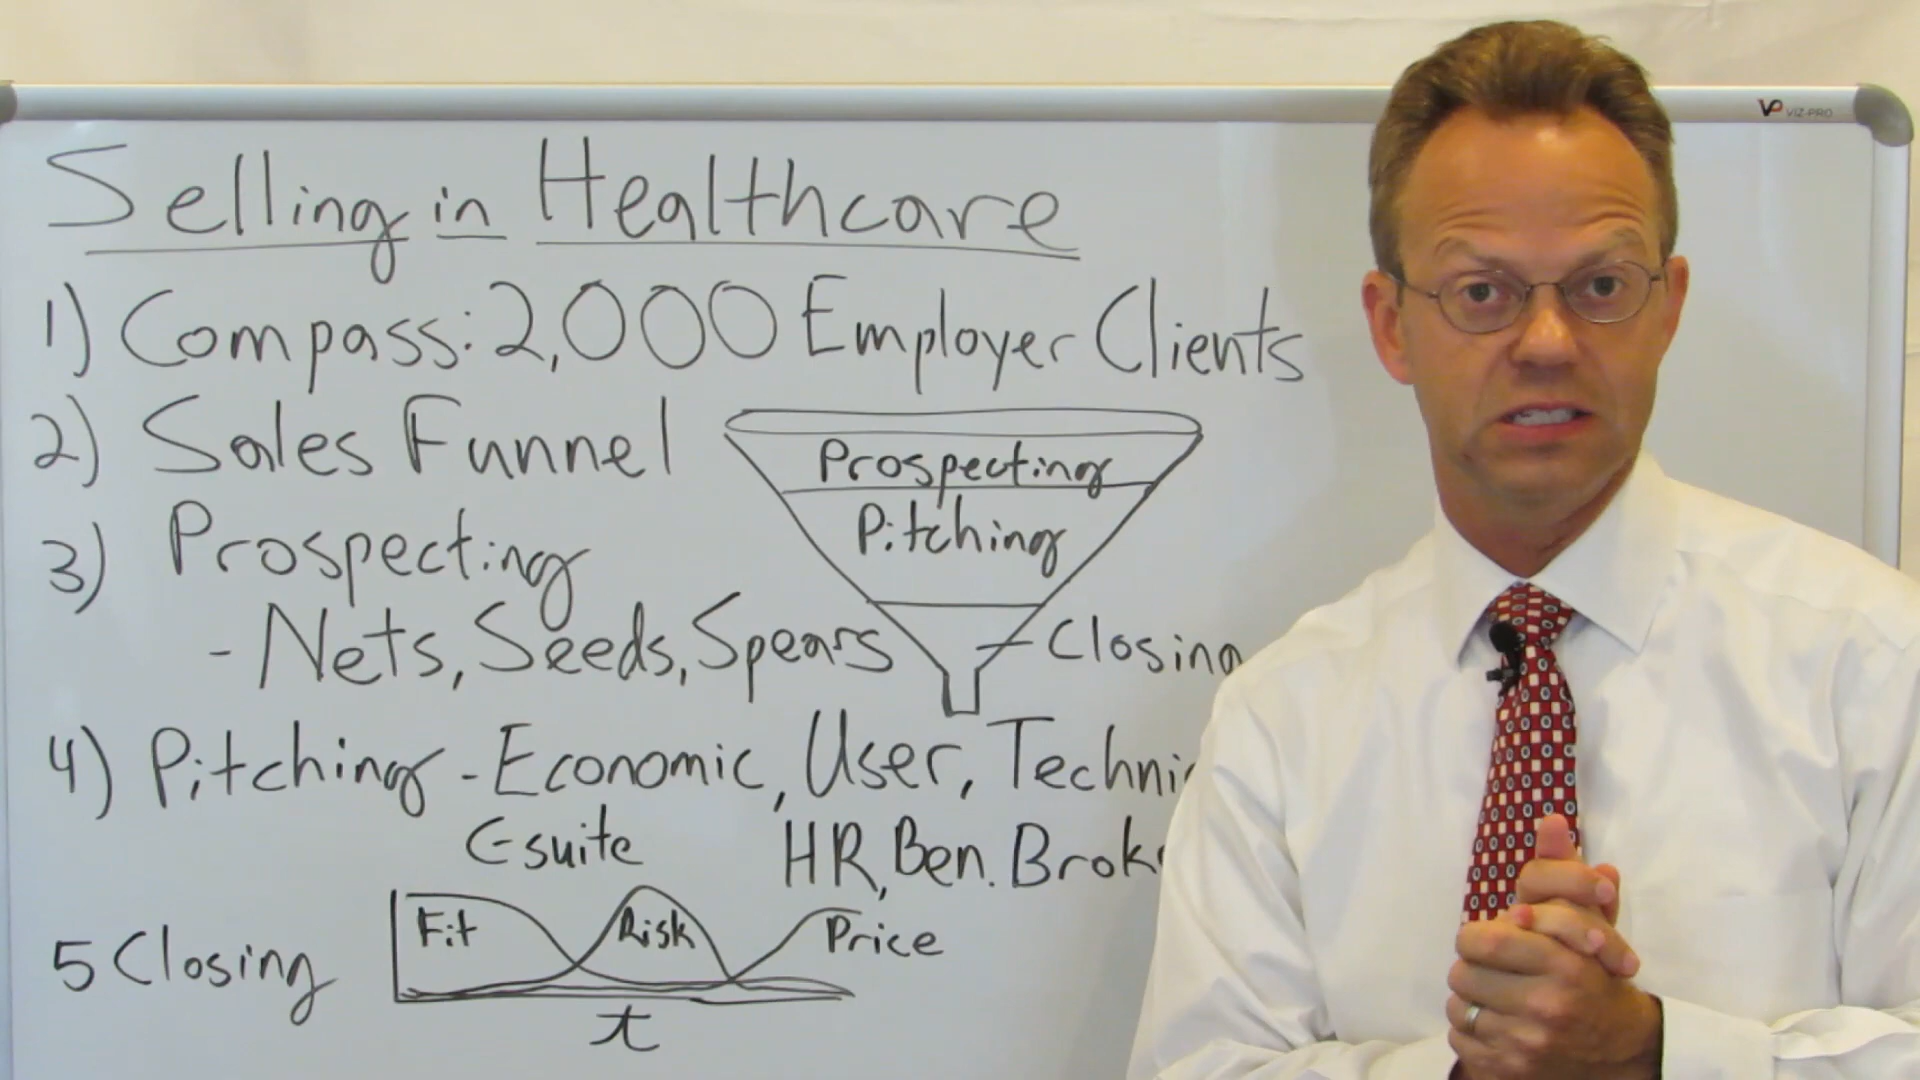 VP VIZ-PRO
Selling in Healthcare
1) Compass: 2,000 Employer Clients
2) Sales Funnel
Prospecting
Pitching
Closing
3) Prospecting
- Nets, Seeds, Spears
4) Pitching - Economic, User, Techni
C-suite HR, Ben. Brok
5 Closing
Fit Risk Price
t